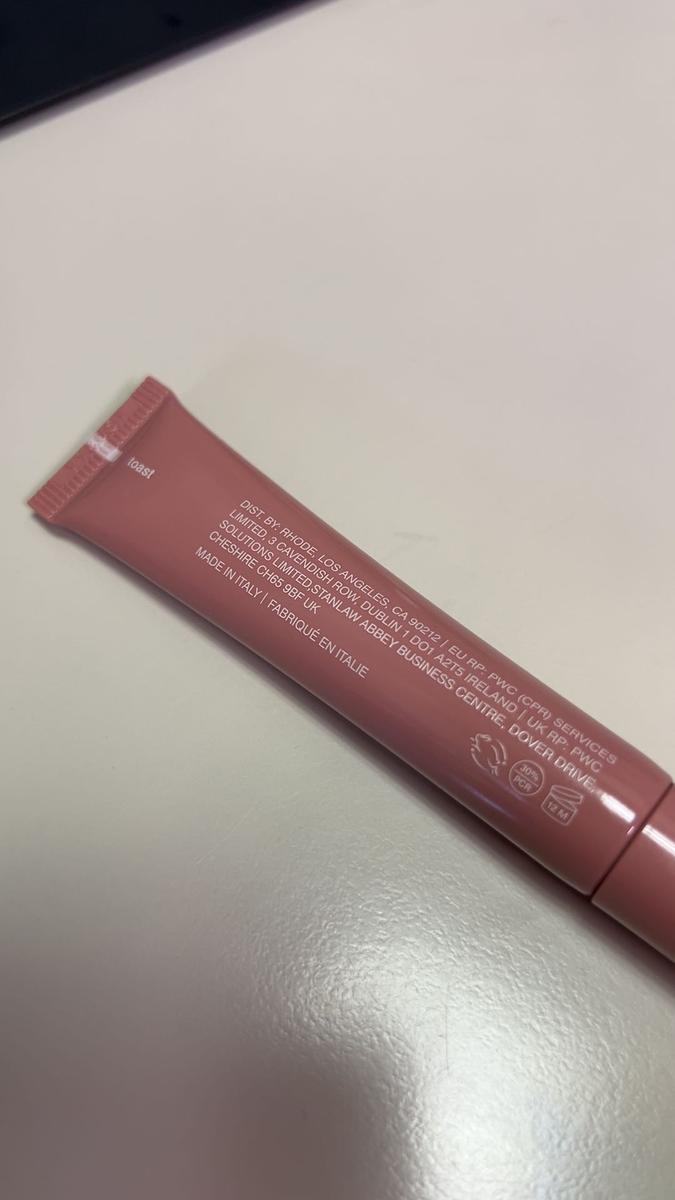 toast
DIST. BY: RHODE, LOS ANGELES, CA 90212 | EU RP: PWC (CPR) SERVICES
LIMITED, 3 CAVENDISH ROW, DUBLIN 1 DO1 A2T5 IRELAND | UK RP: PWC
SOLUTIONS LIMITED,STANLAW ABBEY BUSINESS CENTRE, DOVER DRIVE,
CHESHIRE CH65 9BF UK
MADE IN ITALY | FABRIQUÉ EN ITALIE
30%
PCR
12 M